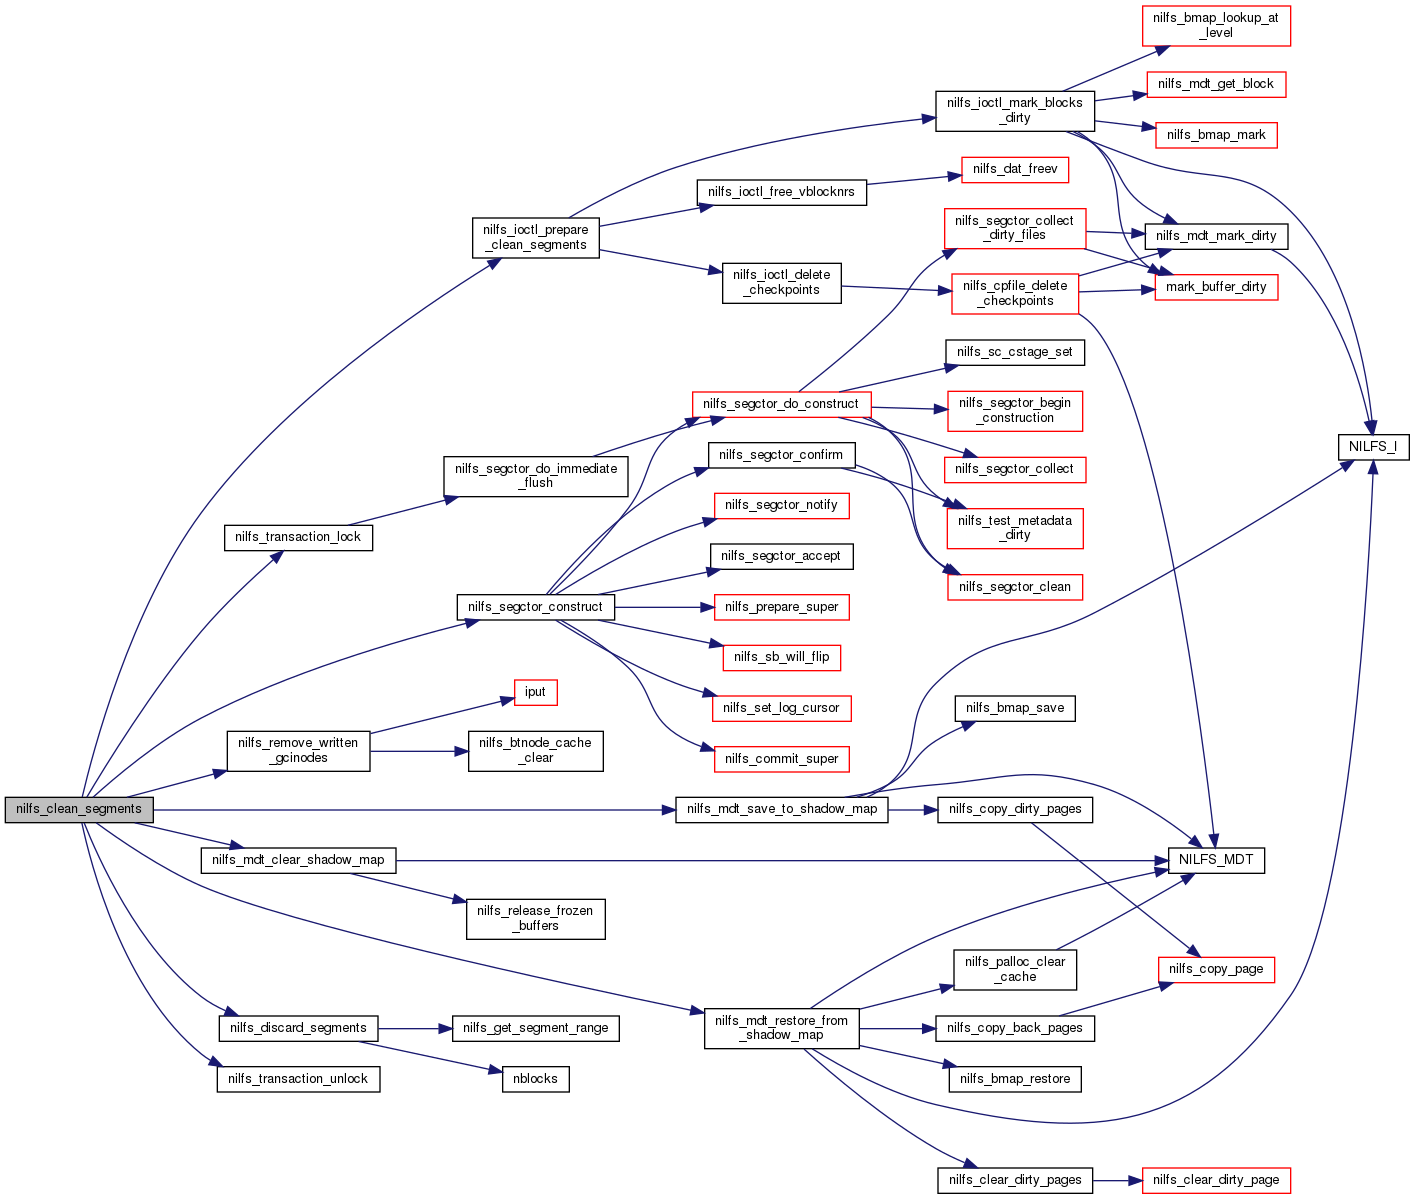 nilfs_bmap_lookup_at
_level
nilfs_mdt_get_block
nilfs_ioctl_mark_blocks
_dirty
nilfs_bmap_mark
nilfs_dat_freev
nilfs_ioctl_free_vblocknrs
nilfs_segctor_collect
_dirty_files
nilfs_ioctl_prepare
_clean_segments
nilfs_mdt_mark_dirty
nilfs_ioctl_delete
_checkpoints
nilfs_cpfile_delete
_checkpoints
mark_buffer_dirty
nilfs_sc_cstage_set
nilfs_segctor_do_construct
nilfs_segctor_begin
_construction
NILFS_I
nilfs_segctor_confirm
nilfs_segctor_collect
nilfs_segctor_do_immediate
_flush
nilfs_segctor_notify
nilfs_test_metadata
_dirty
nilfs_transaction_lock
nilfs_segctor_accept
nilfs_segctor_clean
nilfs_segctor_construct
nilfs_prepare_super
nilfs_sb_will_flip
iput
nilfs_set_log_cursor
nilfs_bmap_save
nilfs_remove_written
_gcinodes
nilfs_btnode_cache
_clear
nilfs_commit_super
nilfs_clean_segments
nilfs_mdt_save_to_shadow_map
nilfs_copy_dirty_pages
nilfs_mdt_clear_shadow_map
NILFS_MDT
nilfs_release_frozen
_buffers
nilfs_palloc_clear
_cache
nilfs_copy_page
nilfs_discard_segments
nilfs_get_segment_range
nilfs_mdt_restore_from
_shadow_map
nilfs_copy_back_pages
nilfs_transaction_unlock
nblocks
nilfs_bmap_restore
nilfs_clear_dirty_pages
nilfs_clear_dirty_page